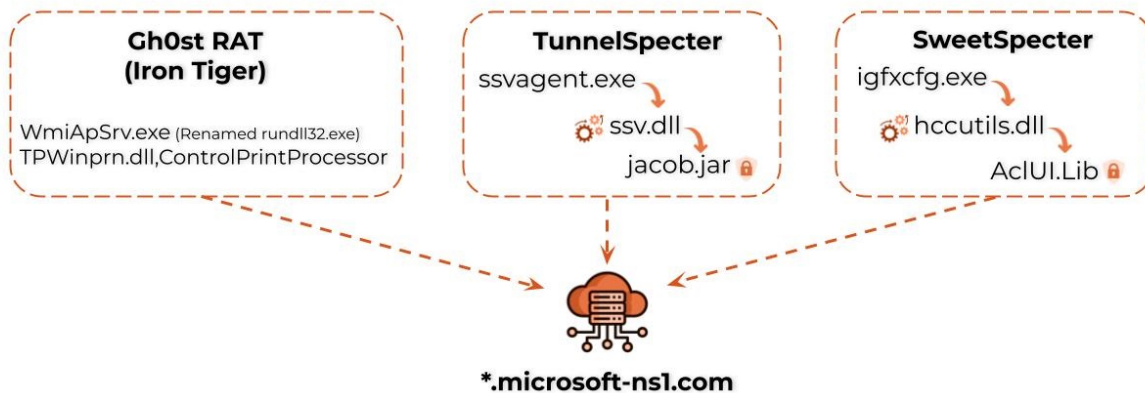 Gh0st RAT
(Iron Tiger)
WmiApSrv.exe (Renamed rundll32.exe)
TPWinprn.dll,ControlPrintProcessor
TunnelSpecter
ssvagent.exe
ssv.dll
jacob.jar
SweetSpecter
igfxcfg.exe
hccutils.dll
AclUI.Lib
*.microsoft-ns1.com